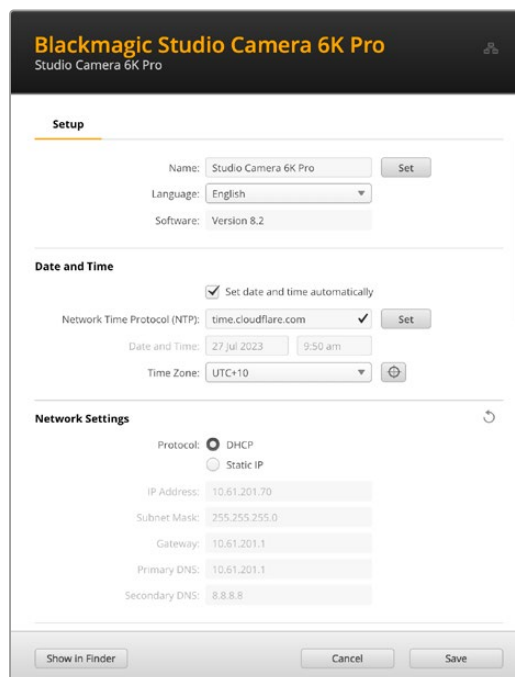 Blackmagic Studio Camera 6K Pro
Studio Camera 6K Pro
Setup
Name: Studio Camera 6K Pro Set
Language: English
Software: Version 8.2
Date and Time
Set date and time automatically
Network Time Protocol (NTP): time.cloudflare.com Set
Date and Time: 27 Jul 2023 9:50 am
Time Zone: UTC+10
Network Settings
Protocol: DHCP
Static IP
IP Address: 10.61.201.70
Subnet Mask: 255.255.255.0
Gateway: 10.61.201.1
Primary DNS: 10.61.201.1
Secondary DNS: 8.8.8.8
Show in Finder Cancel Save